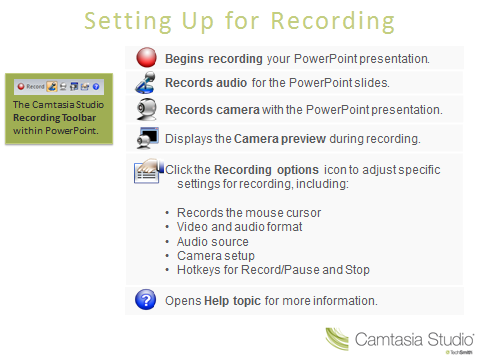 Setting Up for Recording
Begins recording your PowerPoint presentation.
Record
The Camtasia Studio
Recording Toolbar
within PowerPoint.
Records audio for the PowerPoint slides.
Records camera with the PowerPoint presentation.
Displays the Camera preview during recording.
Click the Recording options icon to adjust specific
settings for recording, including:
• Records the mouse cursor
• Video and audio format
• Audio source
• Camera setup
• Hotkeys for Record/Pause and Stop
? Opens Help topic for more information.
Camtasia Studio
TechSmith